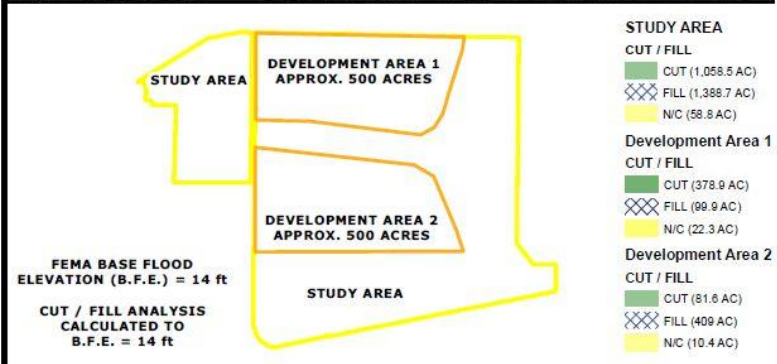 STUDY AREA
DEVELOPMENT AREA 1
APPROX. 500 ACRES
DEVELOPMENT AREA 2
APPROX. 500 ACRES
STUDY AREA
FEMA BASE FLOOD
ELEVATION (B.F.E.) = 14 ft
CUT / FILL ANALYSIS
CALCULATED TO
B.F.E. = 14 ft
STUDY AREA
CUT / FILL
CUT (1,058.5 AC)
FILL (1,388.7 AC)
N/C (58.8 AC)
Development Area 1
CUT / FILL
CUT (378.9 AC)
FILL (99.9 AC)
N/C (22.3 AC)
Development Area 2
CUT / FILL
CUT (81.6 AC)
FILL (409 AC)
N/C (10.4 AC)